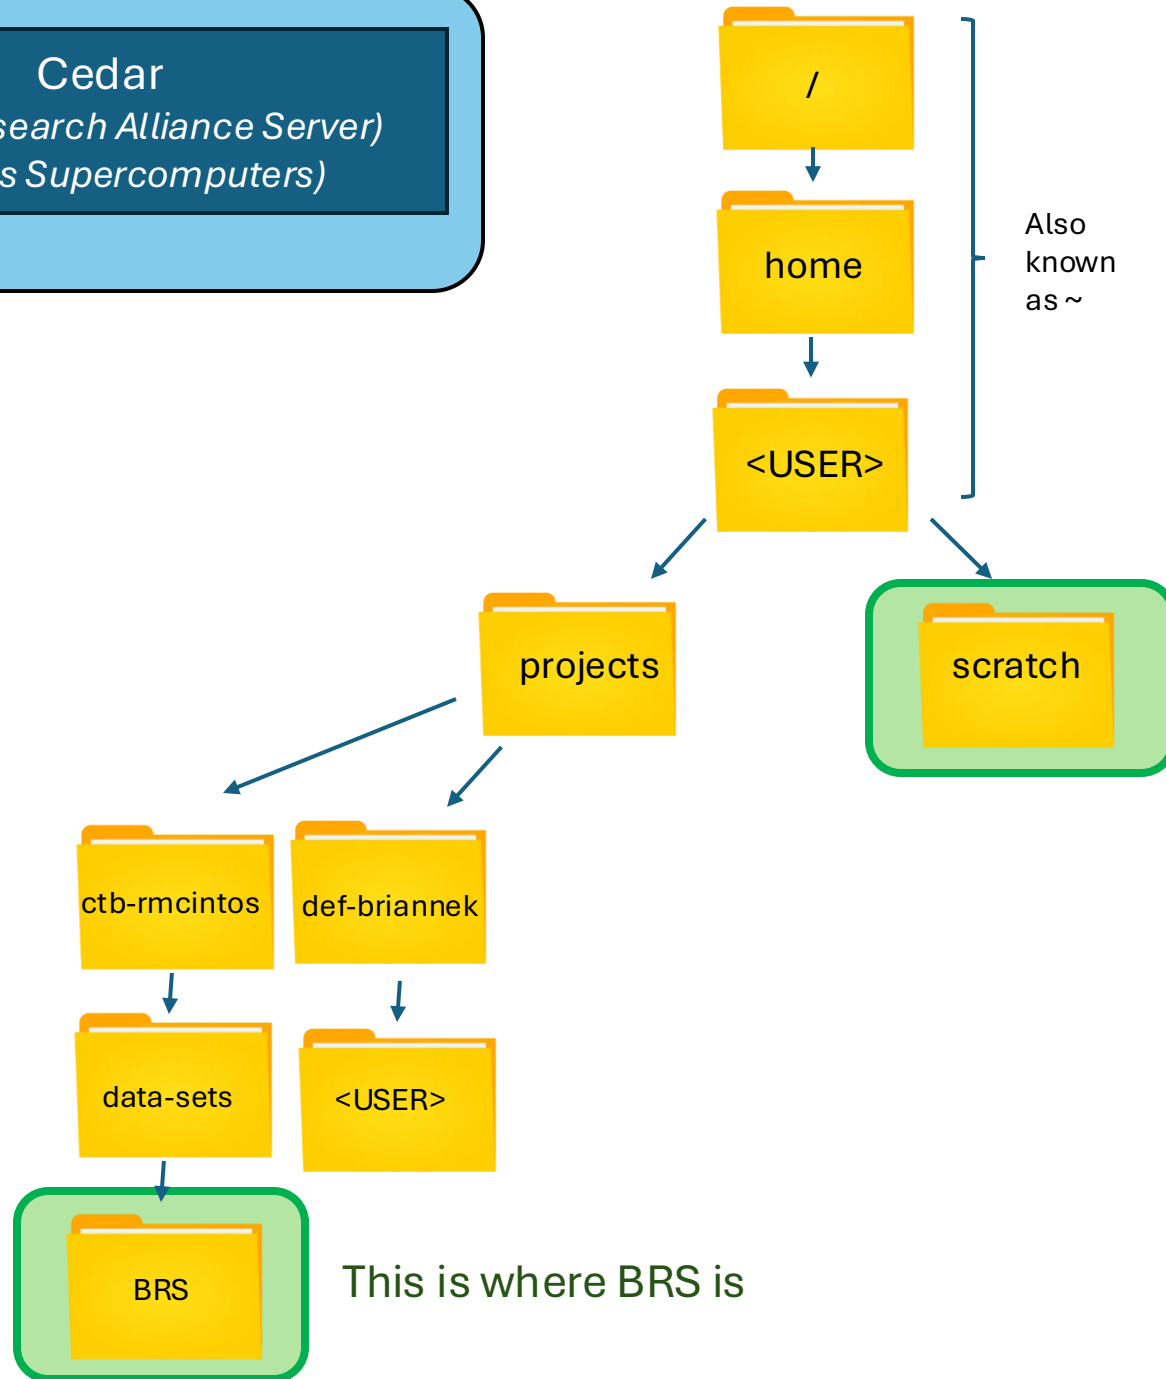 Cedar
search Alliance Server)
s Supercomputers)
/
home
Also
known
as ~
<USER>
projects
scratch
ctb-rmcintos
def-briannek
data-sets
<USER>
BRS
This is where BRS is